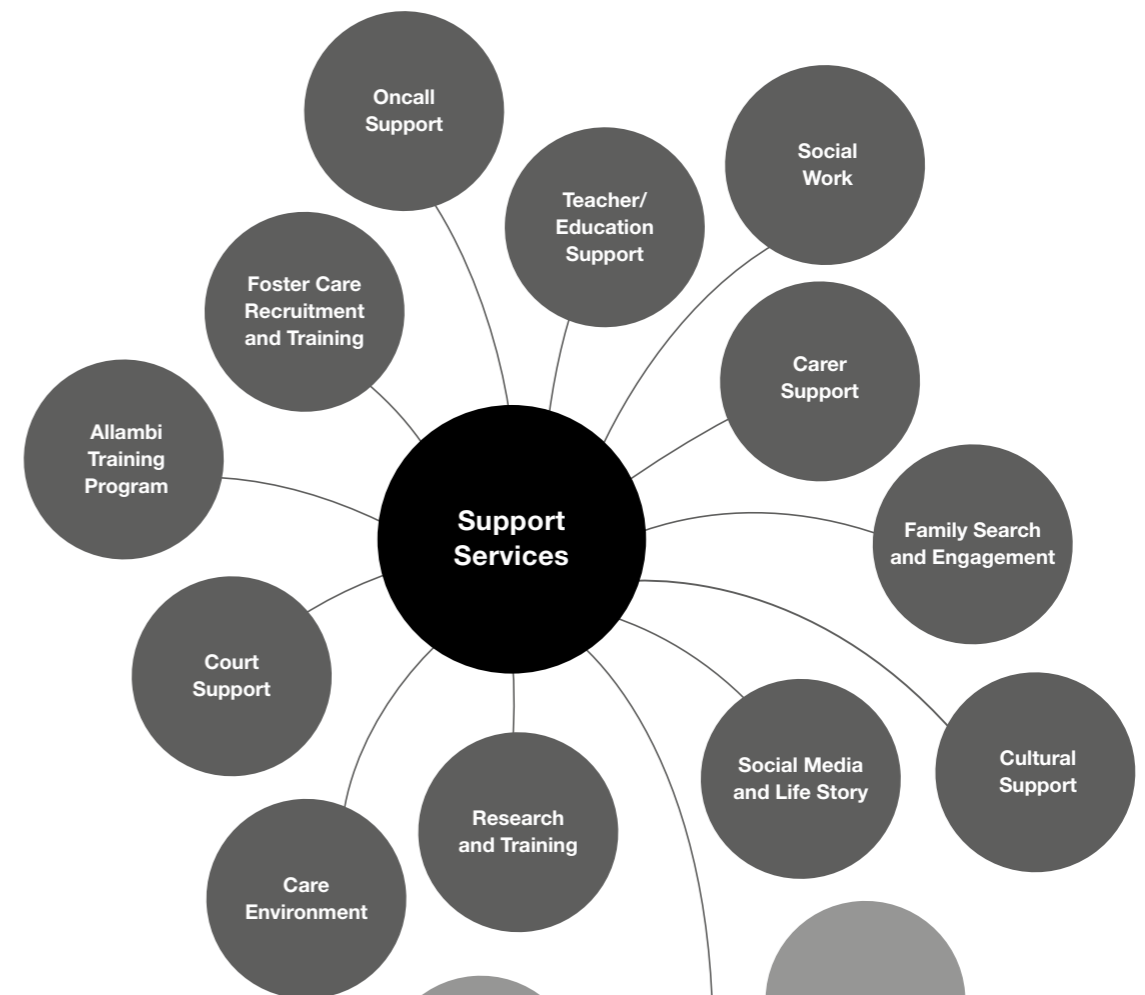 Oncall
Support
Social
Work
Teacher/
Education
Support
Foster Care
Recruitment
and Training
Carer
Support
Allambi
Training
Program
Support
Services
Family Search
and Engagement
Court
Support
Cultural
Support
Social Media
and Life Story
Research
and Training
Care
Environment